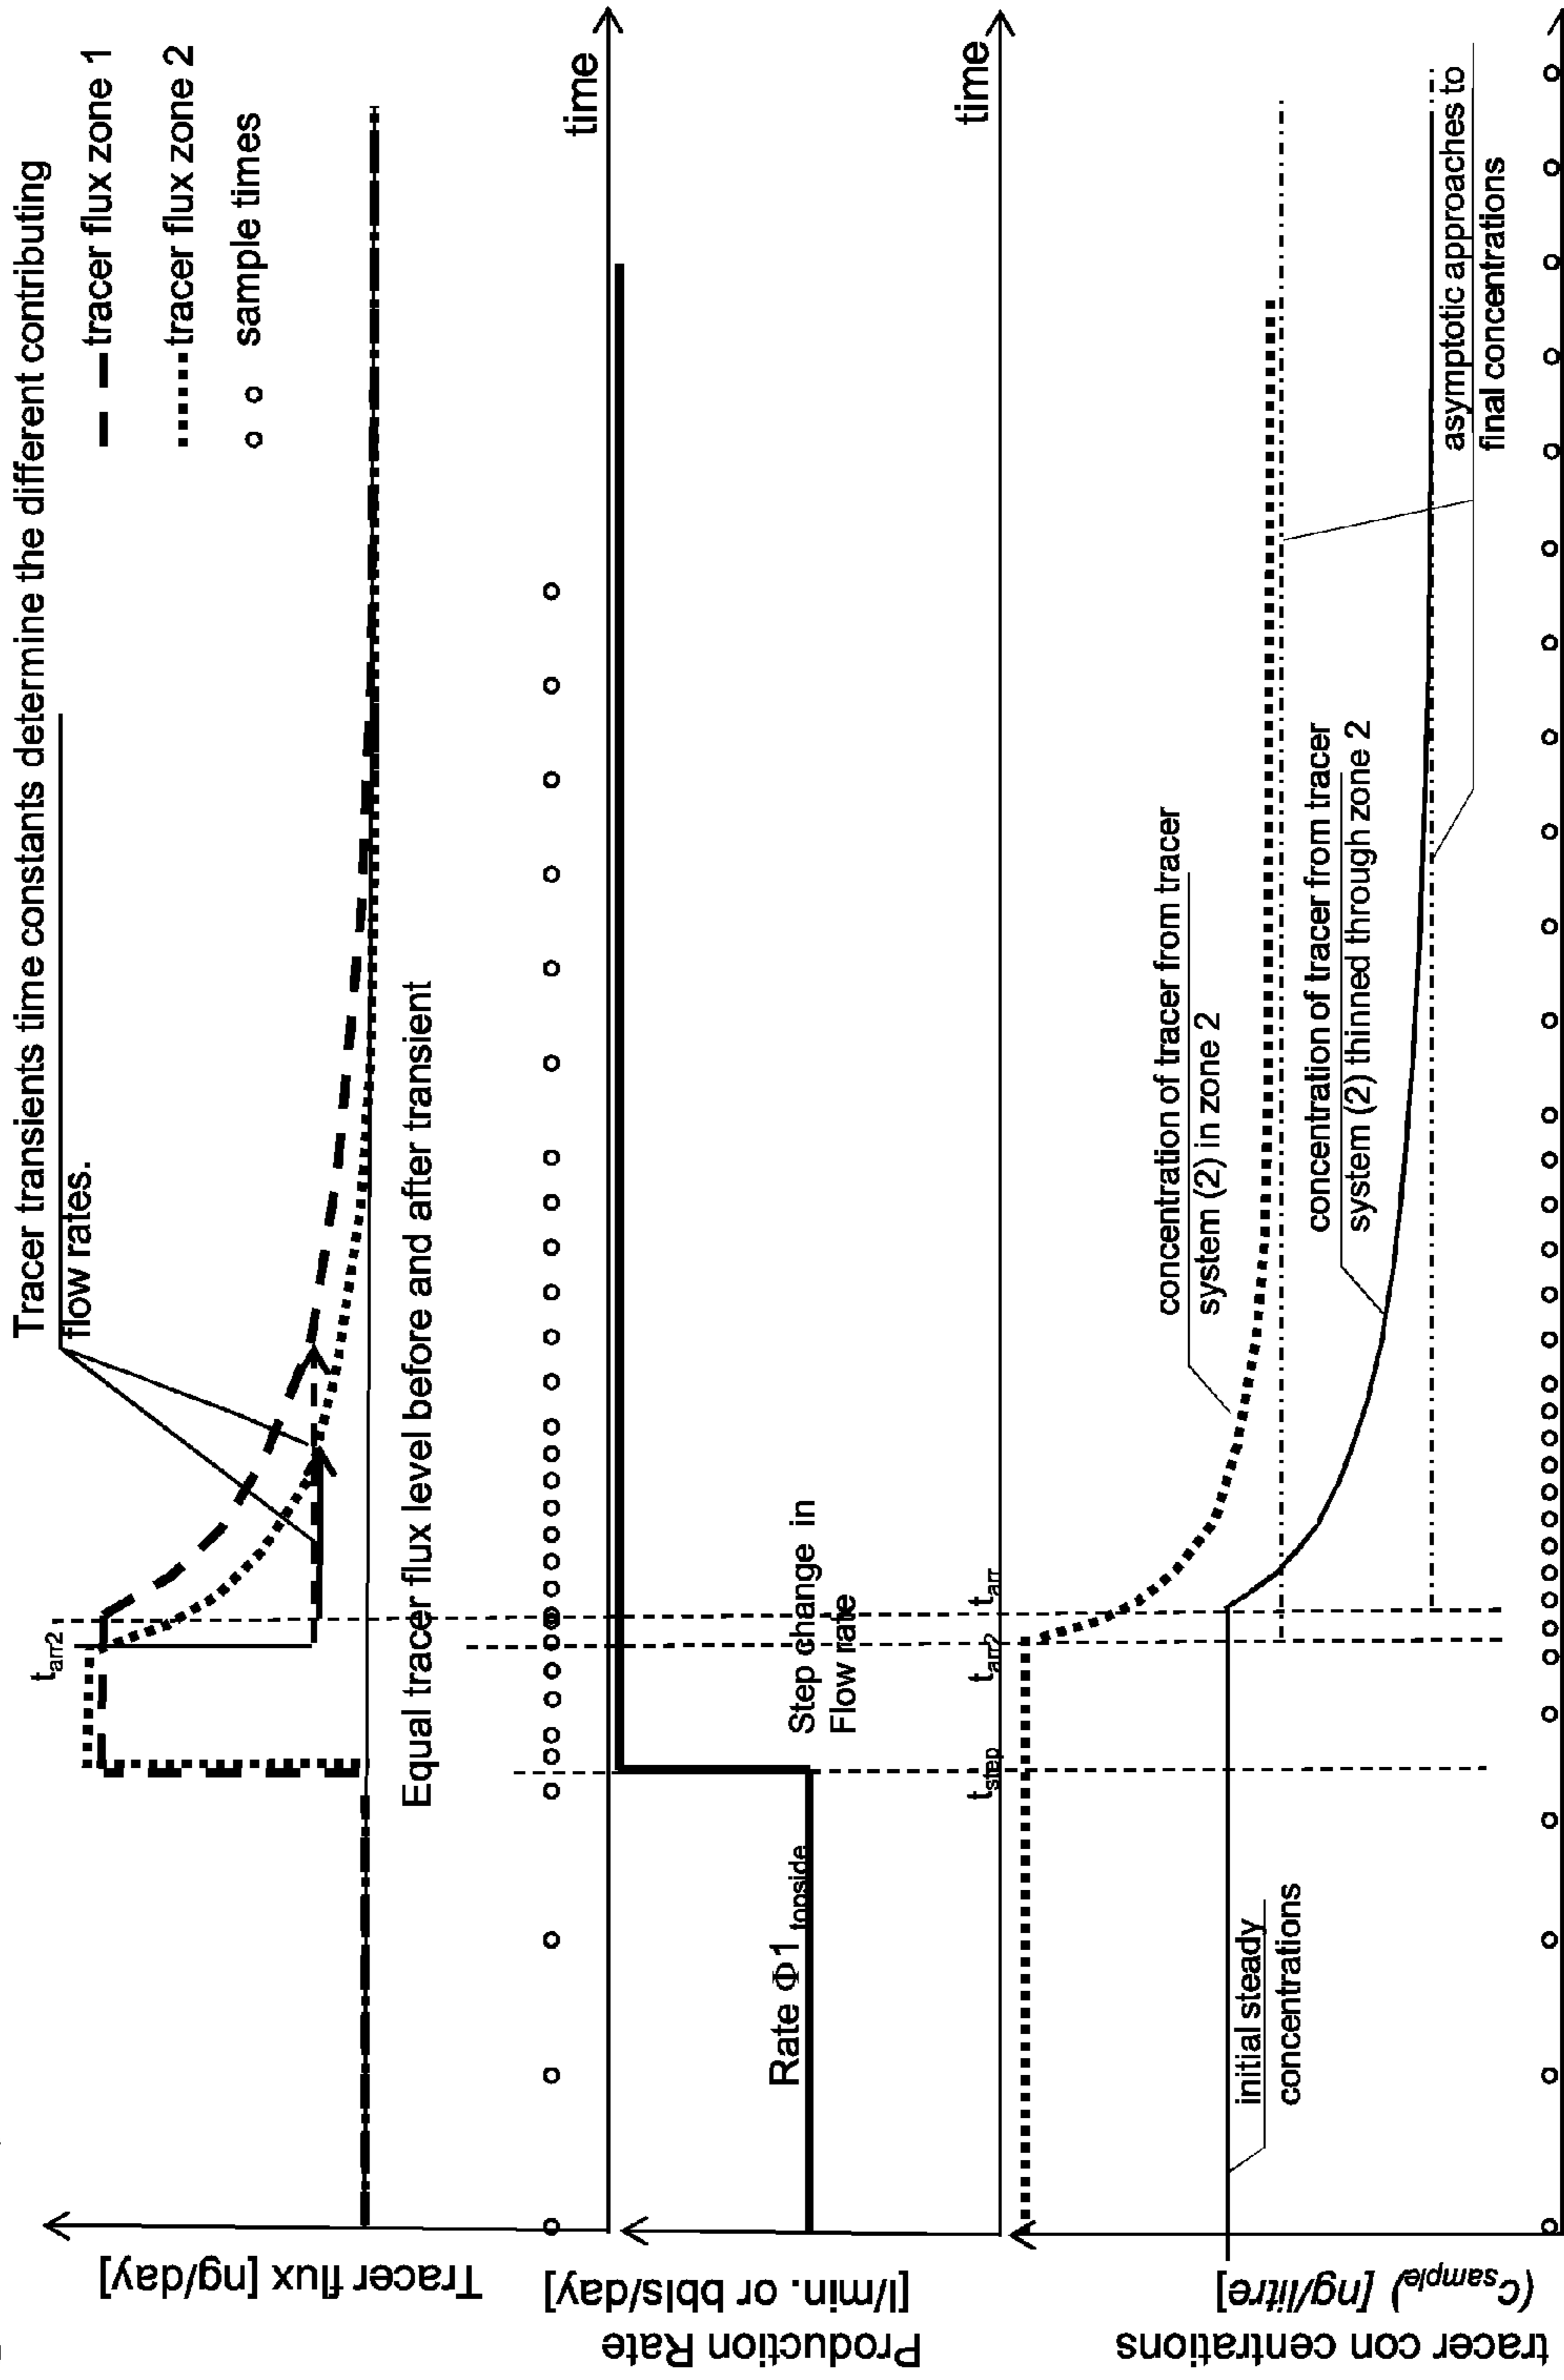 Tracer transients time constants determine the different contributing
flow rates.
tracer flux zone 1
tracer flux zone 2
sample times
t_arr2
Equal tracer flux level before and after transient
Tracer flux [ng/day]
time
Production Rate
[l/min. or bbls/day]
Rate Φ1 topside
Step change in
Flow rate
time
t_step
t_arr2
t_arr
tracer con centrations
(C_sample) [ng/litre]
concentration of tracer from tracer
system (2) in zone 2
concentration of tracer from tracer
system (2) thinned through zone 2
initial steady
concentrations
asymptotic approaches to
final concentrations